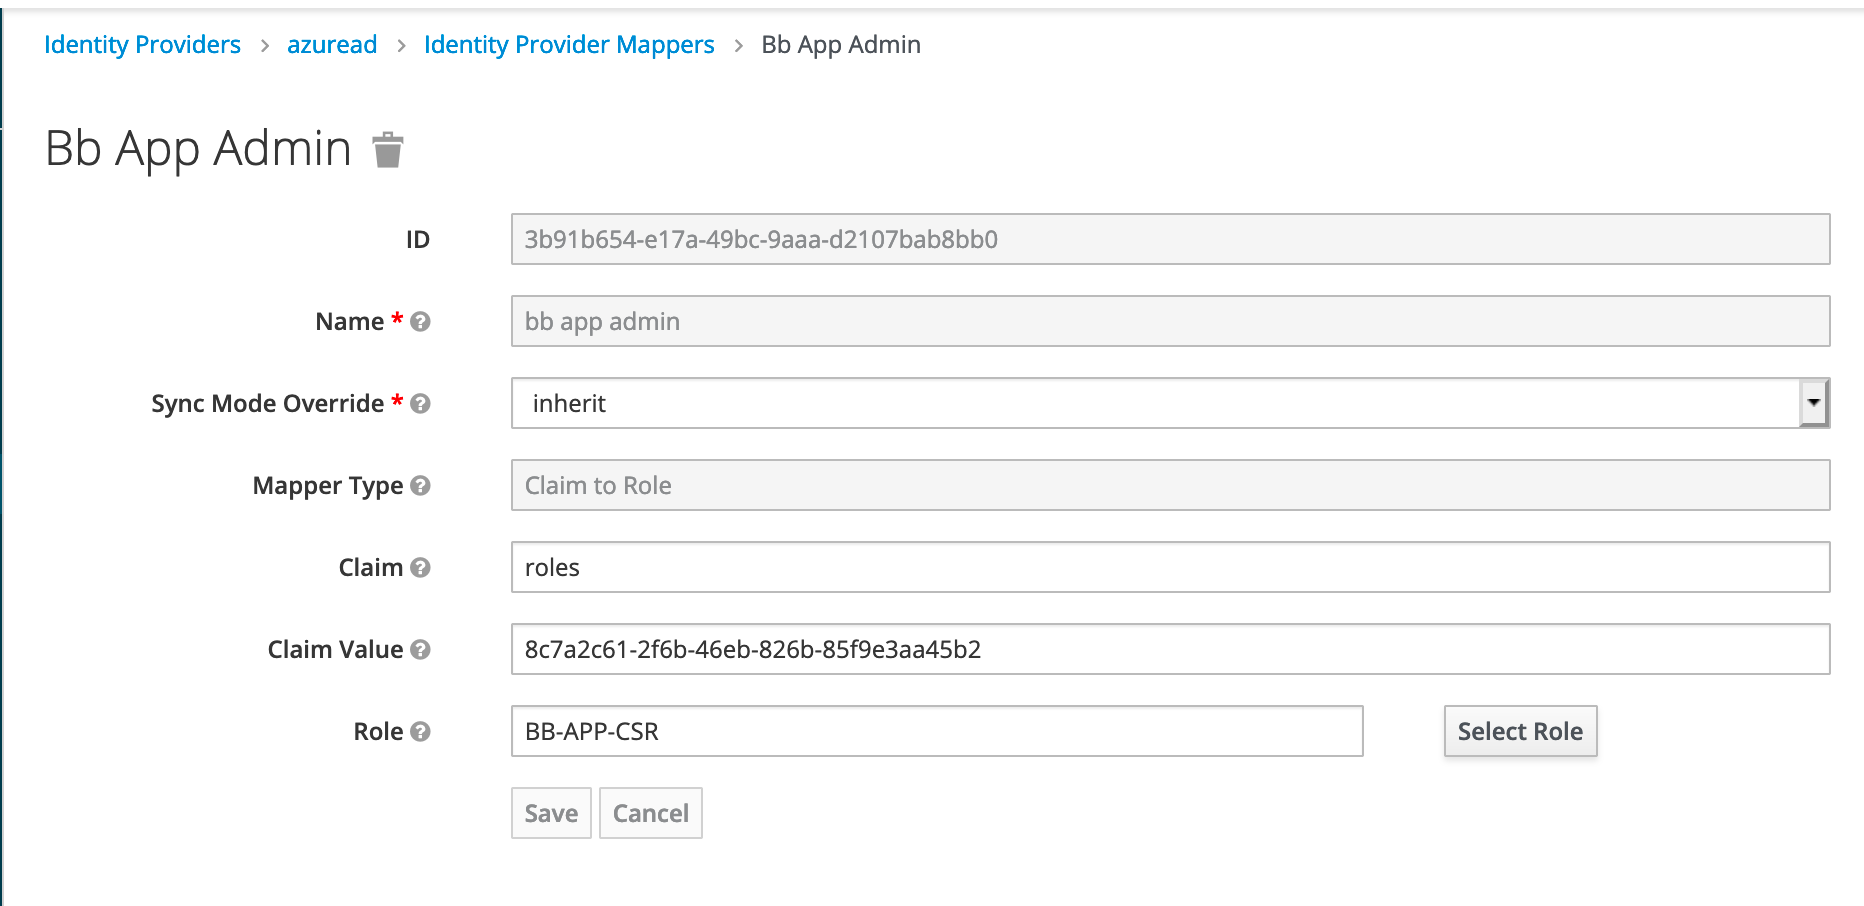 Identity Providers > azuread > Identity Provider Mappers > Bb App Admin
Bb App Admin
ID 3b91b654-e17a-49bc-9aaa-d2107bab8bb0
Name * bb app admin
Sync Mode Override * inherit
Mapper Type Claim to Role
Claim roles
Claim Value 8c7a2c61-2f6b-46eb-826b-85f9e3aa45b2
Role BB-APP-CSR Select Role
Save Cancel